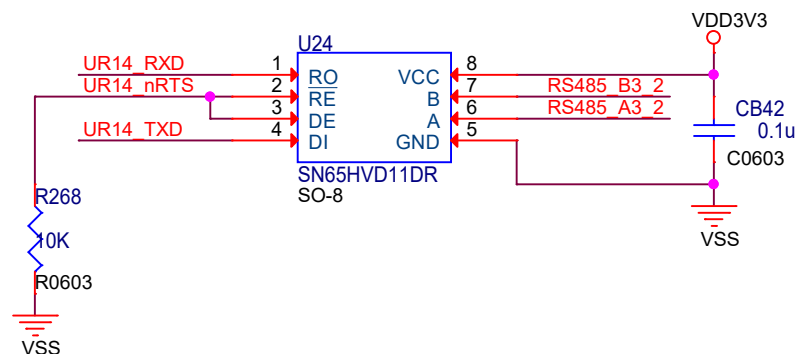 VDD3V3
U24
UR14_RXD 1 RO VCC 8
UR14_nRTS 2 RE B 7 RS485_B3_2
3 DE A 6 RS485_A3_2
UR14_TXD 4 DI GND 5
CB42
0.1u
C0603
SN65HVD11DR
SO-8
R268
10K
R0603
VSS
VSS